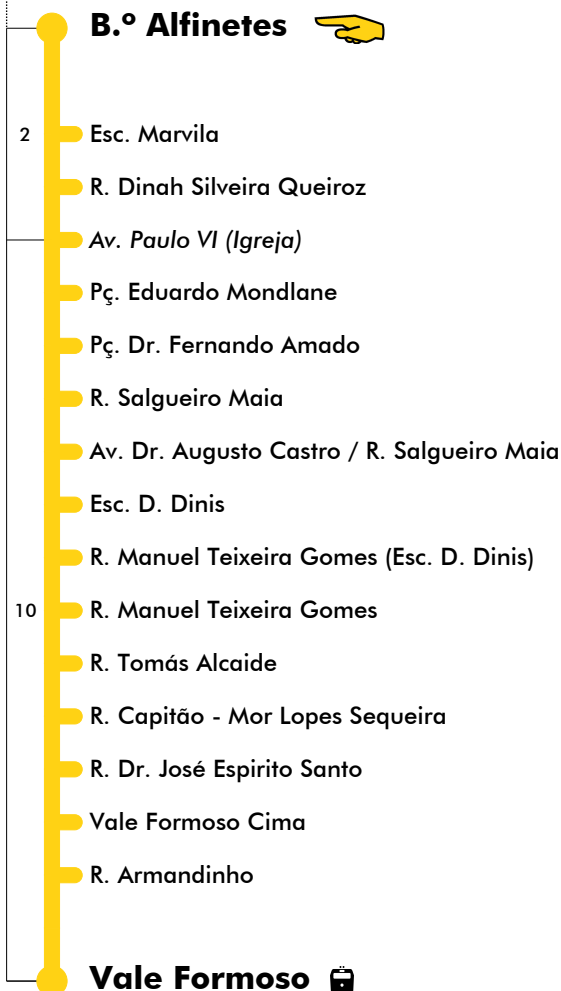 B.º Alfinetes
2
Esc. Marvila
R. Dinah Silveira Queiroz
Av. Paulo VI (Igreja)
Pç. Eduardo Mondlane
Pç. Dr. Fernando Amado
R. Salgueiro Maia
Av. Dr. Augusto Castro / R. Salgueiro Maia
Esc. D. Dinis
R. Manuel Teixeira Gomes (Esc. D. Dinis)
10
R. Manuel Teixeira Gomes
R. Tomás Alcaide
R. Capitão - Mor Lopes Sequeira
R. Dr. José Espirito Santo
Vale Formoso Cima
R. Armandinho
Vale Formoso